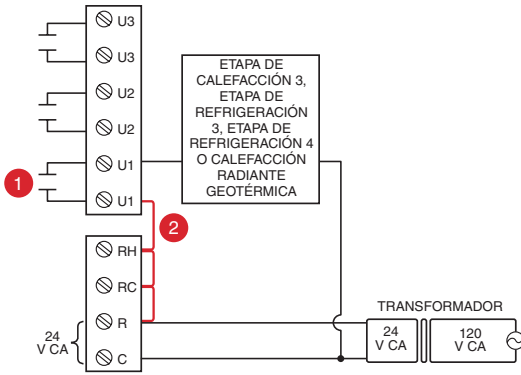 U3
U3
U2
U2
U1
U1
1
2
ETAPA DE
CALEFACCIÓN 3,
ETAPA DE
REFRIGERACIÓN
3, ETAPA DE
REFRIGERACIÓN 4
O CALEFACCIÓN
RADIANTE
GEOTÉRMICA
RH
RC
R
C
24
V CA
TRANSFORMADOR
24
V CA
120
V CA